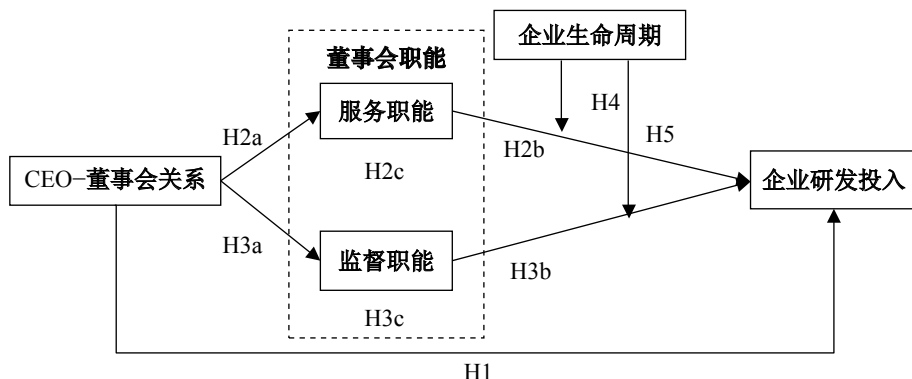 企业生命周期
董事会职能
服务职能
H4
H5
H2a
H2b
H2c
CEO−董事会关系
企业研发投入
H3a
监督职能
H3b
H3c
H1